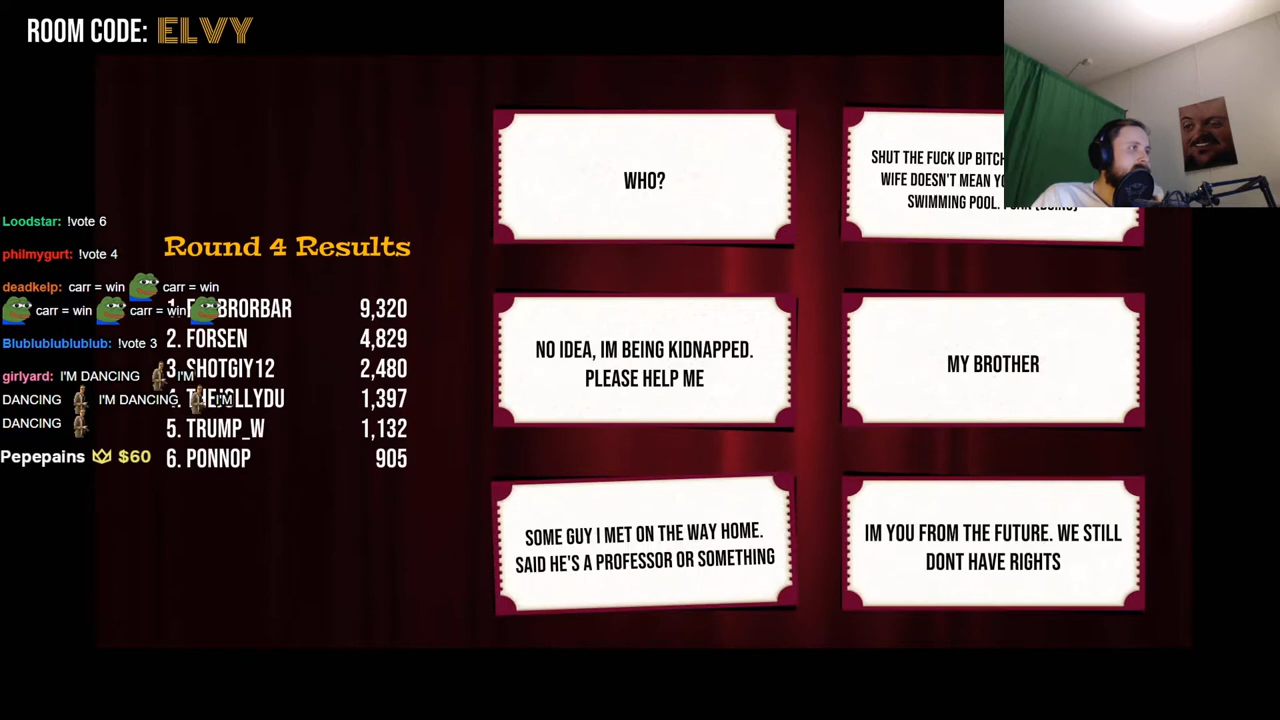 ROOM CODE: ELVY
WHO?
SHUT THE FUCK UP BITCH
WIFE DOESN'T MEAN
SWIMMING POOL.
Loodstar: !vote 6
philmygurt: !vote 4
Round 4 Results
deadkelp: carr = win carr = win
carr = win carr = win
BRORBAR 9,320
2. FORSEN 4,829
Blublublublublub: !vote 3
3. SHOTGIY12 2,480
girlyard: I'M DANCING I'M
DANCING I'M DANCING I'M
DANCING
1,397
5. TRUMP_W 1,132
6. PONNOP 905
Pepepains $60
NO IDEA, IM BEING KIDNAPPED.
PLEASE HELP ME
MY BROTHER
SOME GUY I MET ON THE WAY HOME.
SAID HE'S A PROFESSOR OR SOMETHING
IM YOU FROM THE FUTURE. WE STILL
DONT HAVE RIGHTS